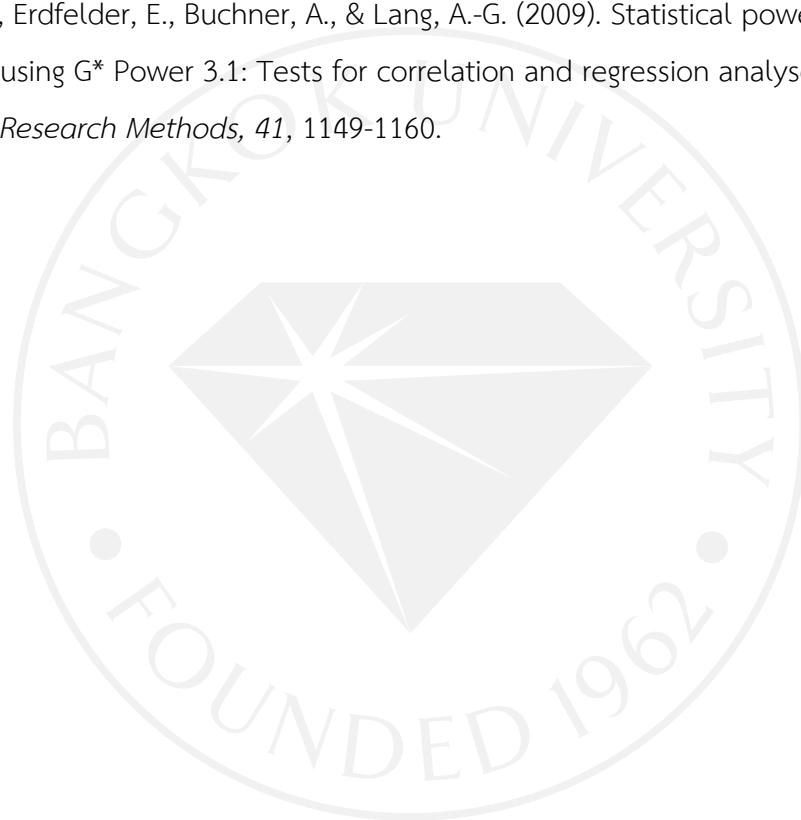 , Erdfelder, E., Buchner, A., & Lang, A.-G. (2009). Statistical powe
using G* Power 3.1: Tests for correlation and regression analys
Research Methods, 41, 1149-1160.
BANGKOK UNIVERSITY
FOUNDED 1962